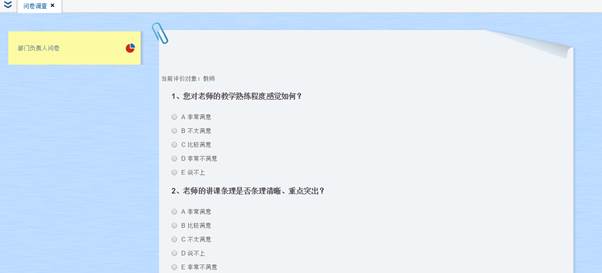 问卷调查
部门负责人问卷
当前评价对象：教师
1、您对老师的教学熟练程度感觉如何？
A 非常满意
B 不太满意
C 比较满意
D 非常不满意
E 说不上
2、老师的讲课条理是否条理清晰、重点突出？
A 非常满意
B 比较满意
C 不太满意
D 说不上
E 非常不满意